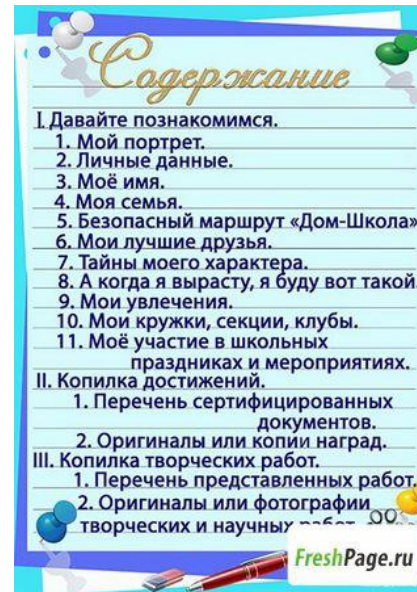 Содержание
I. Давайте познакомимся.
1. Мой портрет.
2. Личные данные.
3. Моё имя.
4. Моя семья.
5. Безопасный маршрут «Дом-Школа»
6. Мои лучшие друзья.
7. Тайны моего характера.
8. А когда я вырасту, я буду вот такой.
9. Мои увлечения.
10. Мои кружки, секции, клубы.
11. Моё участие в школьных
праздниках и мероприятиях.
II. Копилка достижений.
1. Перечень сертифицированных
документов.
2. Оригиналы или копии наград.
III. Копилка творческих работ.
1. Перечень представленных работ.
2. Оригиналы или фотографии
творческих и научных работ.
FreshPage.ru